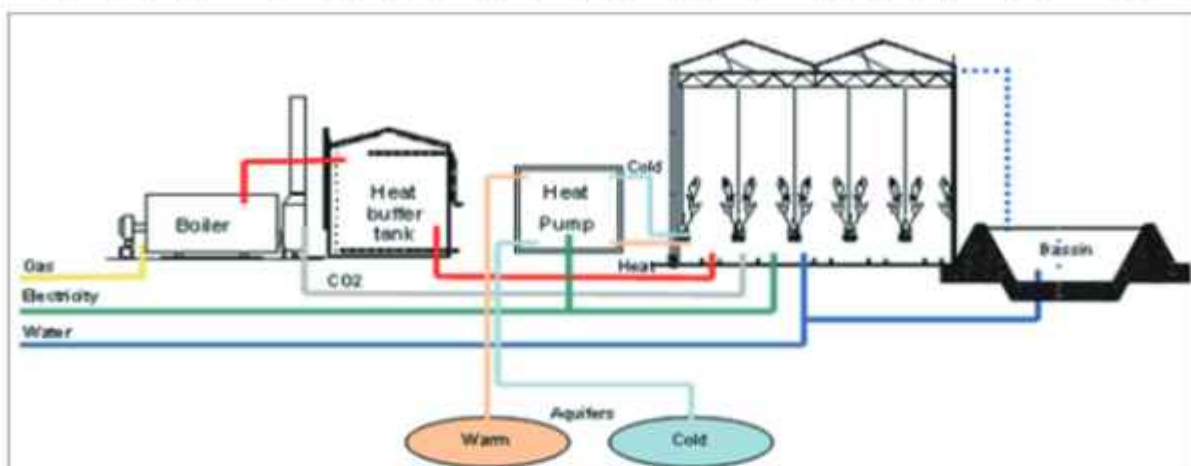 Cold
Heat
buffer
tank
Heat
Pump
Boiler
Bassin
Gas
Heat
CO2
Electricity
Water
Aquifers
Warm
Cold